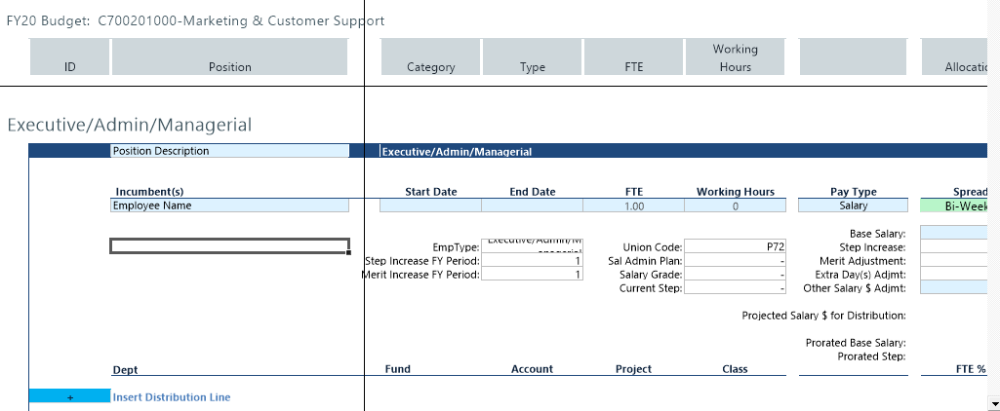 FY20 Budget:  C700201000-Marketing & Customer Support
ID Position Category Type FTE Working Hours
Executive/Admin/Managerial
Position Description Executive/Admin/Managerial
Incumbent(s) Start Date End Date FTE Working Hours Pay Type Spread
Employee Name 1.00 0 Salary Bi-Week
Base Salary:
EmpType: Executive/Admin/Managerial Union Code: P72 Step Increase:
Step Increase FY Period: 1 Sal Admin Plan: - Merit Adjustment:
Merit Increase FY Period: 1 Salary Grade: - Extra Day(s) Adjmt:
Current Step: - Other Salary $ Adjmt:
Projected Salary $ for Distribution:
Prorated Base Salary:
Prorated Step:
Dept Fund Account Project Class FTE %
+ Insert Distribution Line